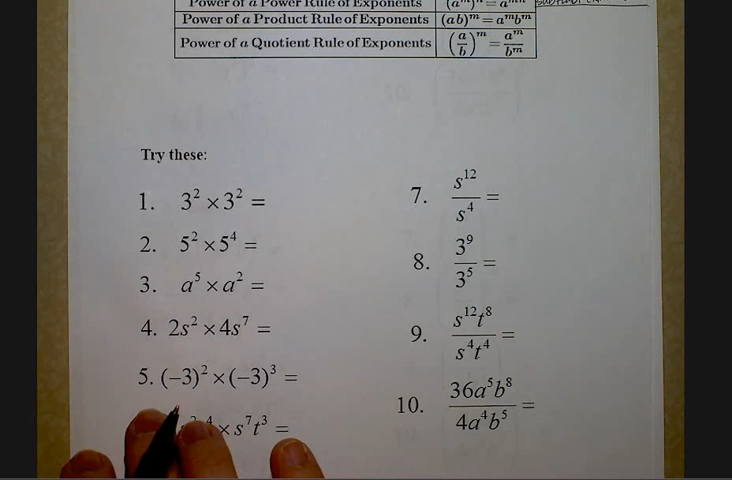 Power of a Power Rule of Exponents (aᵐ)ⁿ = aᵐⁿ
Power of a Product Rule of Exponents (ab)ᵐ = aᵐbᵐ
Power of a Quotient Rule of Exponents (a/b)ᵐ = aᵐ/bᵐ
Try these:
1. 3² × 3² =
2. 5² × 5⁴ =
3. a⁵ × a² =
4. 2s² × 4s⁷ =
5. (−3)² × (−3)³ =
× s⁷t³ =
7. s¹²/s⁴ =
8. 3⁹/3⁵ =
9. s¹²t⁸/s⁴t⁴ =
10. 36a⁵b⁸/4a⁴b⁵ =